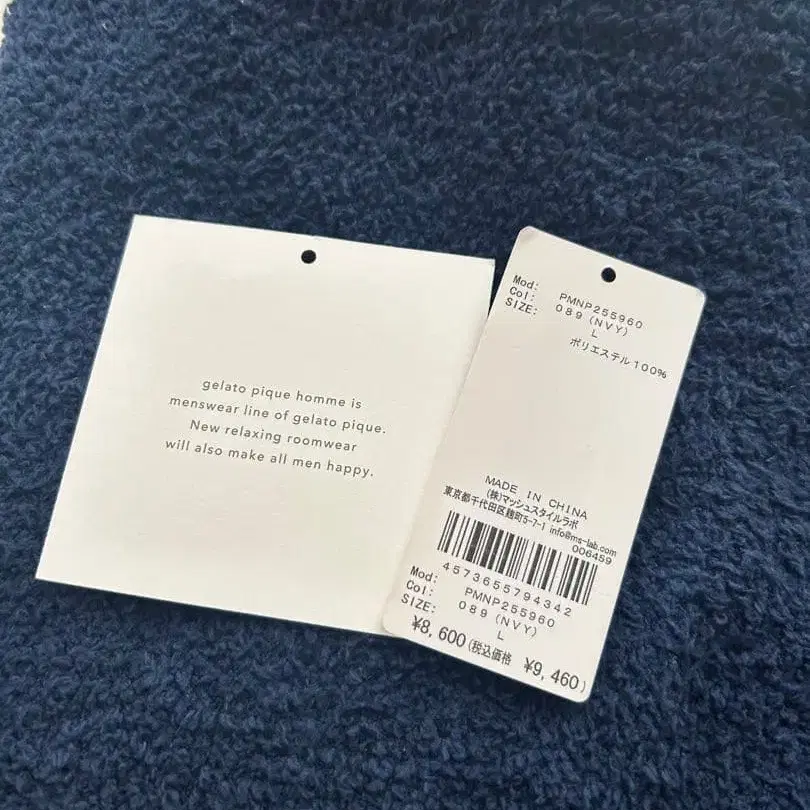 gelato pique homme is
menswear line of gelato pique.
New relaxing roomwear
will also make all men happy.
Mod: PMNP255960
Col: 089 (NVY)
SIZE: L
ポリエステル100%
MADE IN CHINA
(株)マッシュスタイルラボ
東京都千代田区麹町5-7-1 info@ms-lab.com
006459
4573655794342
Mod: PMNP255960
Col: 089 (NVY)
SIZE: L
¥8,600(税込価格 ¥9,460)